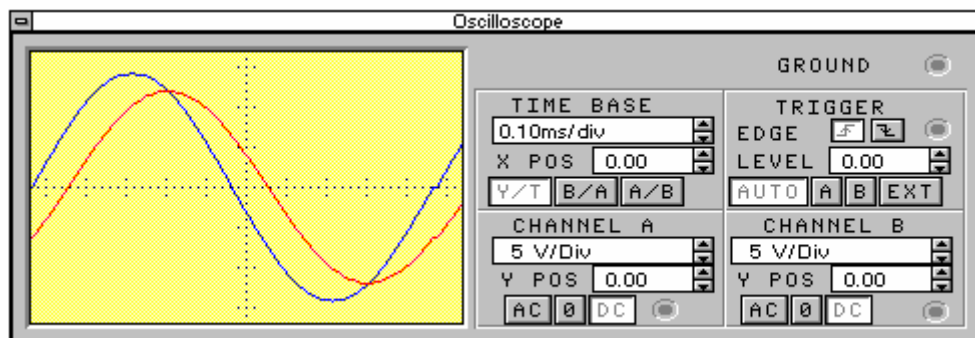 Oscilloscope
GROUND
TIME BASE
0.10ms/div
X POS 0.00
Y/T B/A A/B
TRIGGER
EDGE
LEVEL 0.00
AUTO A B EXT
CHANNEL A
5 V/Div
Y POS 0.00
AC 0 DC
CHANNEL B
5 V/Div
Y POS 0.00
AC 0 DC